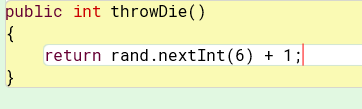 public int throwDie()
{
    return rand.nextInt(6) + 1;
}